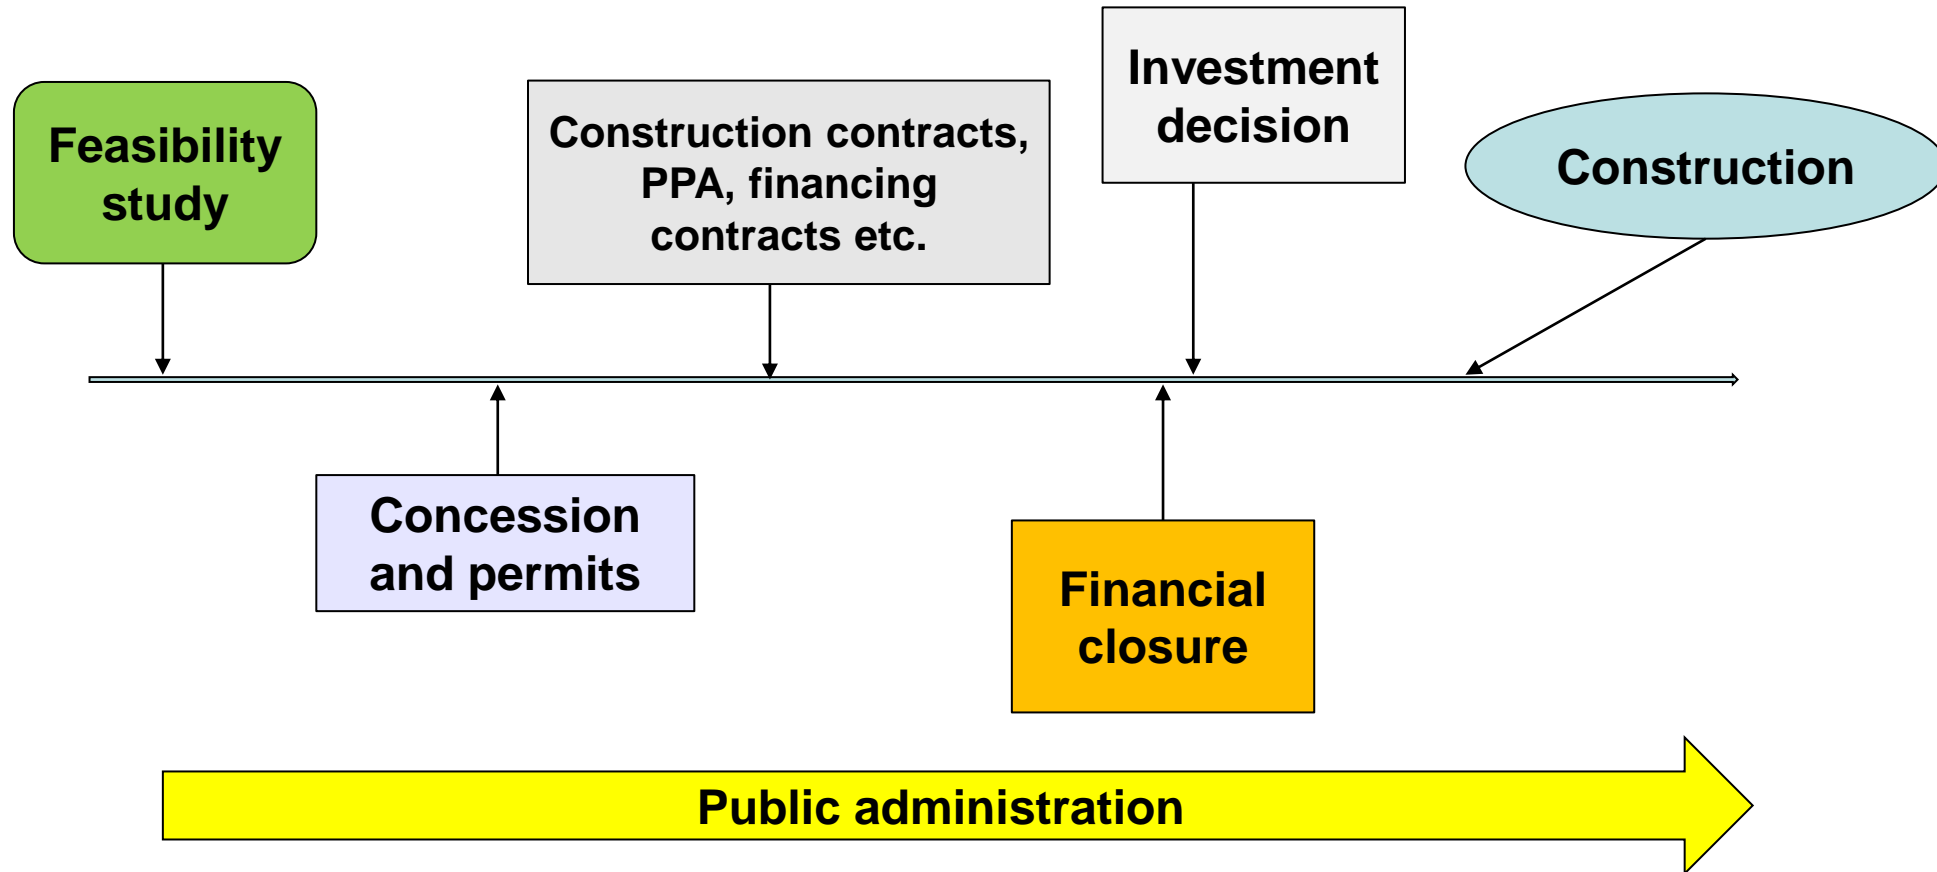 Feasibility
study
Construction contracts,
PPA, financing
contracts etc.
Investment
decision
Construction
Concession
and permits
Financial
closure
Public administration